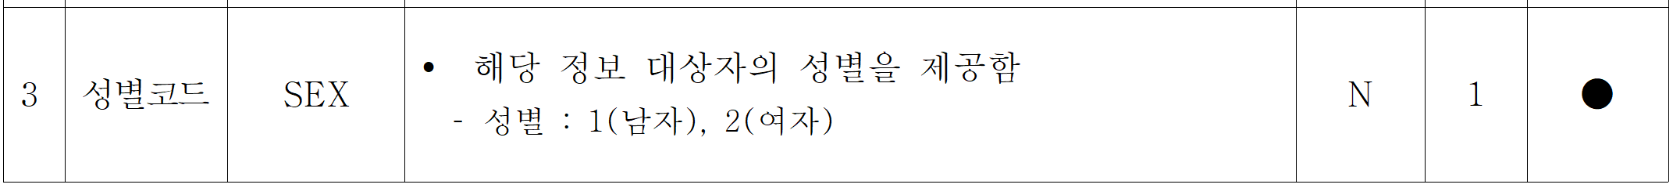 3 성별코드 SEX • 해당 정보 대상자의 성별을 제공함 N 1 ●
- 성별 : 1(남자), 2(여자)